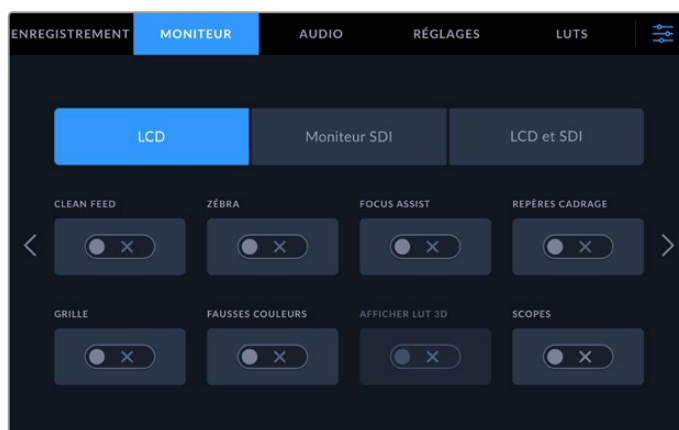 ENREGISTREMENT MONITEUR AUDIO RÉGLAGES LUTS
LCD Moniteur SDI LCD et SDI
CLEAN FEED ZÉBRA FOCUS ASSIST REPÈRES CADRAGE
GRILLE FAUSSES COULEURS AFFICHER LUT 3D SCOPES